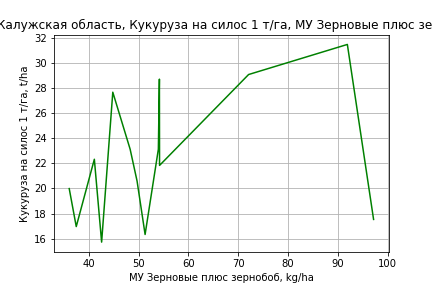 Калужская область, Кукуруза на силос 1 т/га, МУ Зерновые плюс зе
32
30
28
26
24
22
20
18
16
Кукуруза на силос 1 т/га, t/ha
40 50 60 70 80 90 100
МУ Зерновые плюс зернобоб, kg/ha